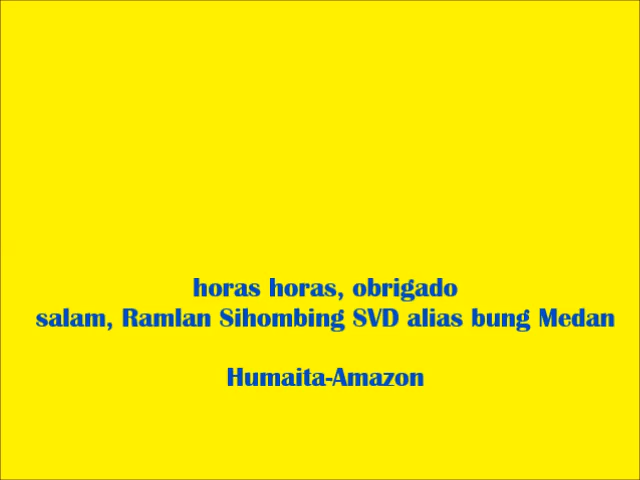 horas horas, obrigado
salam, Ramlan Sihombing SVD alias bung Medan
Humaita-Amazon